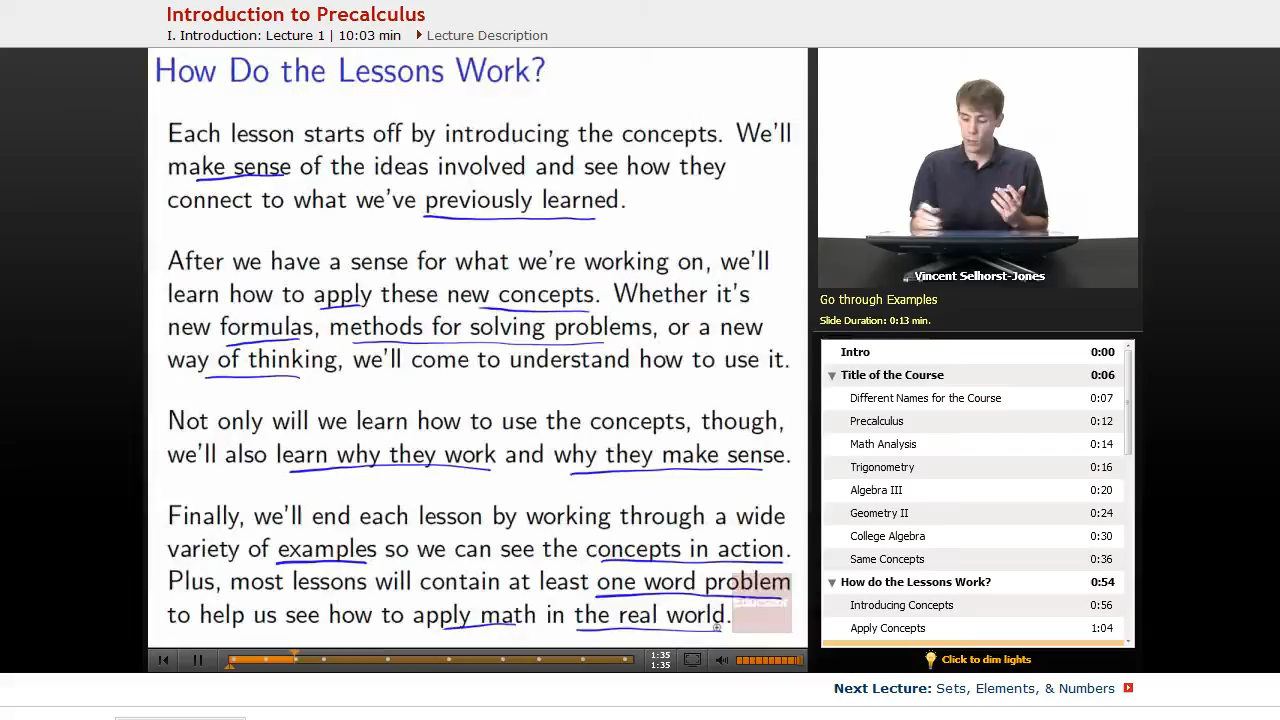 Introduction to Precalculus
I. Introduction: Lecture 1 | 10:03 min Lecture Description
How Do the Lessons Work?
Each lesson starts off by introducing the concepts. We'll
make sense of the ideas involved and see how they
connect to what we've previously learned.
After we have a sense for what we're working on, we'll
learn how to apply these new concepts. Whether it's
new formulas, methods for solving problems, or a new
way of thinking, we'll come to understand how to use it.
Not only will we learn how to use the concepts, though,
we'll also learn why they work and why they make sense.
Finally, we'll end each lesson by working through a wide
variety of examples so we can see the concepts in action.
Plus, most lessons will contain at least one word problem
to help us see how to apply math in the real world.
Vincent Selhorst-Jones
Go through Examples
Slide Duration: 0:13 min.
Intro 0:00
Title of the Course 0:06
Different Names for the Course 0:07
Precalculus 0:12
Math Analysis 0:14
Trigonometry 0:16
Algebra III 0:20
Geometry II 0:24
College Algebra 0:30
Same Concepts 0:36
How do the Lessons Work? 0:54
Introducing Concepts 0:56
Apply Concepts 1:04
1:35
1:35
Click to dim lights
Next Lecture: Sets, Elements, & Numbers